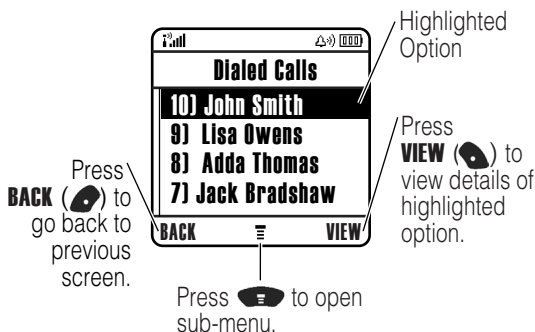 Highlighted
Option
Dialed Calls
10) John Smith
9) Lisa Owens
8) Adda Thomas
7) Jack Bradshaw
BACK
VIEW
Press
VIEW ( ) to
view details of
highlighted
option.
Press
BACK ( ) to
go back to
previous
screen.
Press to open
sub-menu.